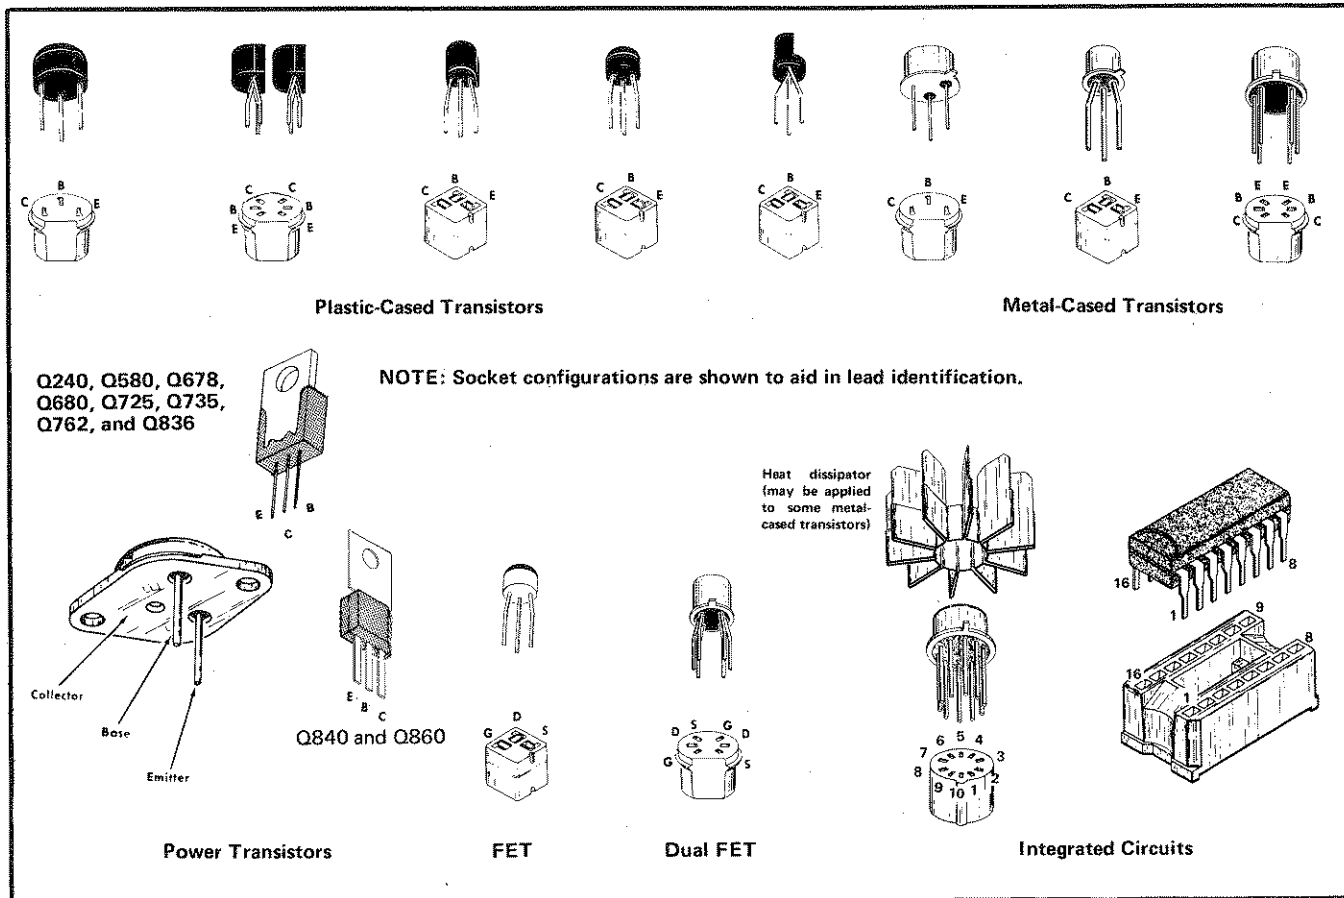 B
C E
C C
B B
E E
B
C E
B
C E
B
C E
B
C E
B
C E
E E
B B
C C
Plastic-Cased Transistors
Metal-Cased Transistors
Q240, Q580, Q678,
Q680, Q725, Q735,
Q762, and Q836
NOTE: Socket configurations are shown to aid in lead identification.
E
C
B
Heat dissipator
(may be applied
to some metal-
cased transistors)
16
1
8
E
Collector
Base
Emitter
E
B
C
Q840 and Q860
D
G S
S G
D D
G S
5
6 4
7 3
8 2
9 10 1
9
8
16
1
Power Transistors
FET
Dual FET
Integrated Circuits